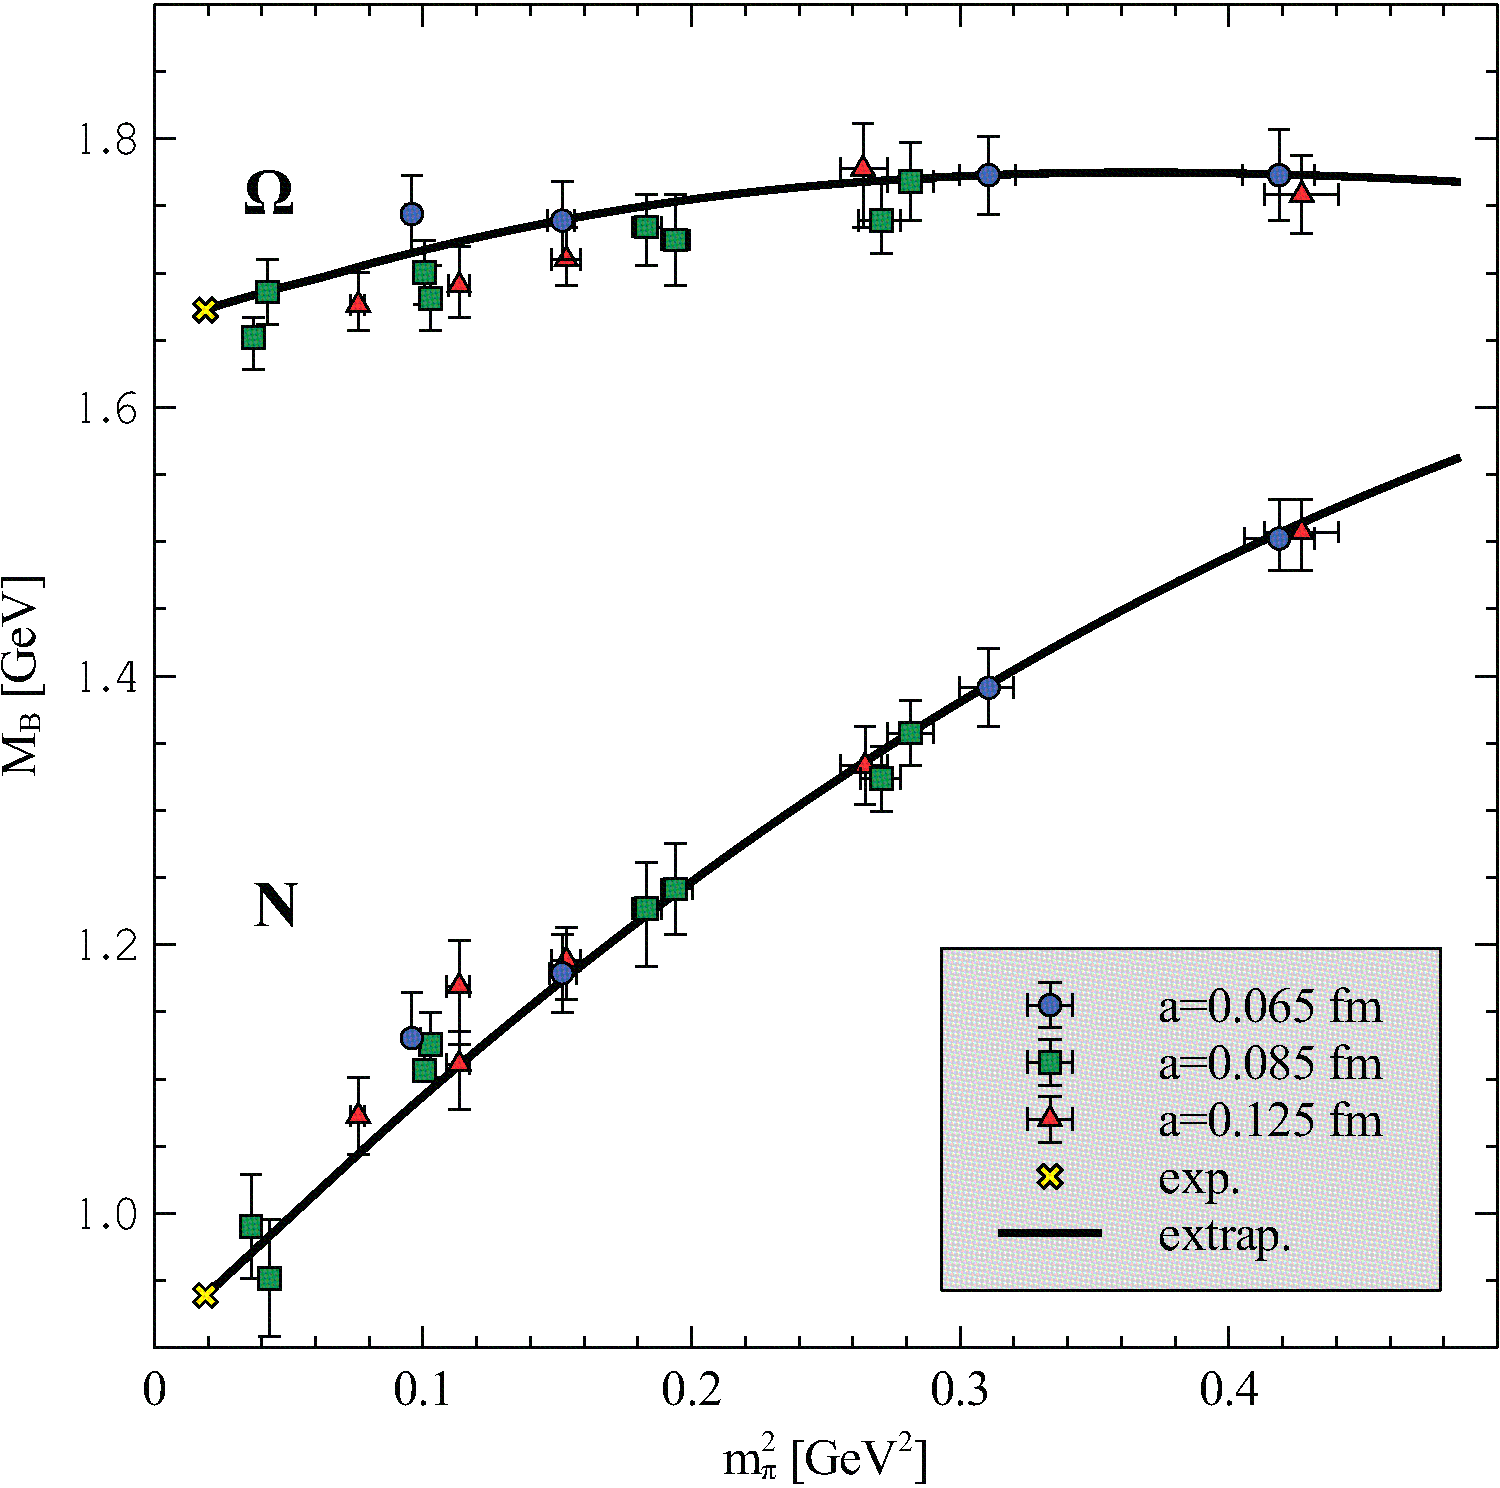 1.8
Ω
1.6
M_B [GeV]
1.4
N
1.2
1.0
a=0.065 fm
a=0.085 fm
a=0.125 fm
exp.
extrap.
0 0.1 0.2 0.3 0.4
m_π^2 [GeV^2]